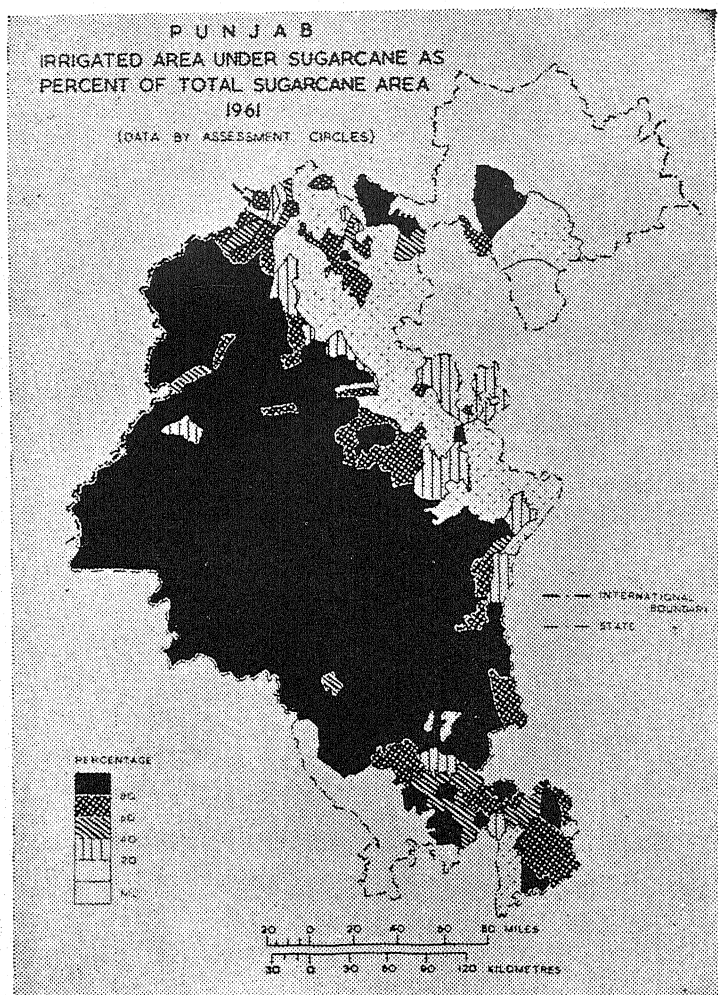 PUNJAB
IRRIGATED AREA UNDER SUGARCANE AS
PERCENT OF TOTAL SUGARCANE AREA
1961
(DATA BY ASSESSMENT CIRCLES)
INTERNATIONAL
BOUNDARY
STATE "
PERCENTAGE
80
60
40
20
NIL
20 0 20 40 60 80 MILES
30 0 30 60 90 120 KILOMETRES